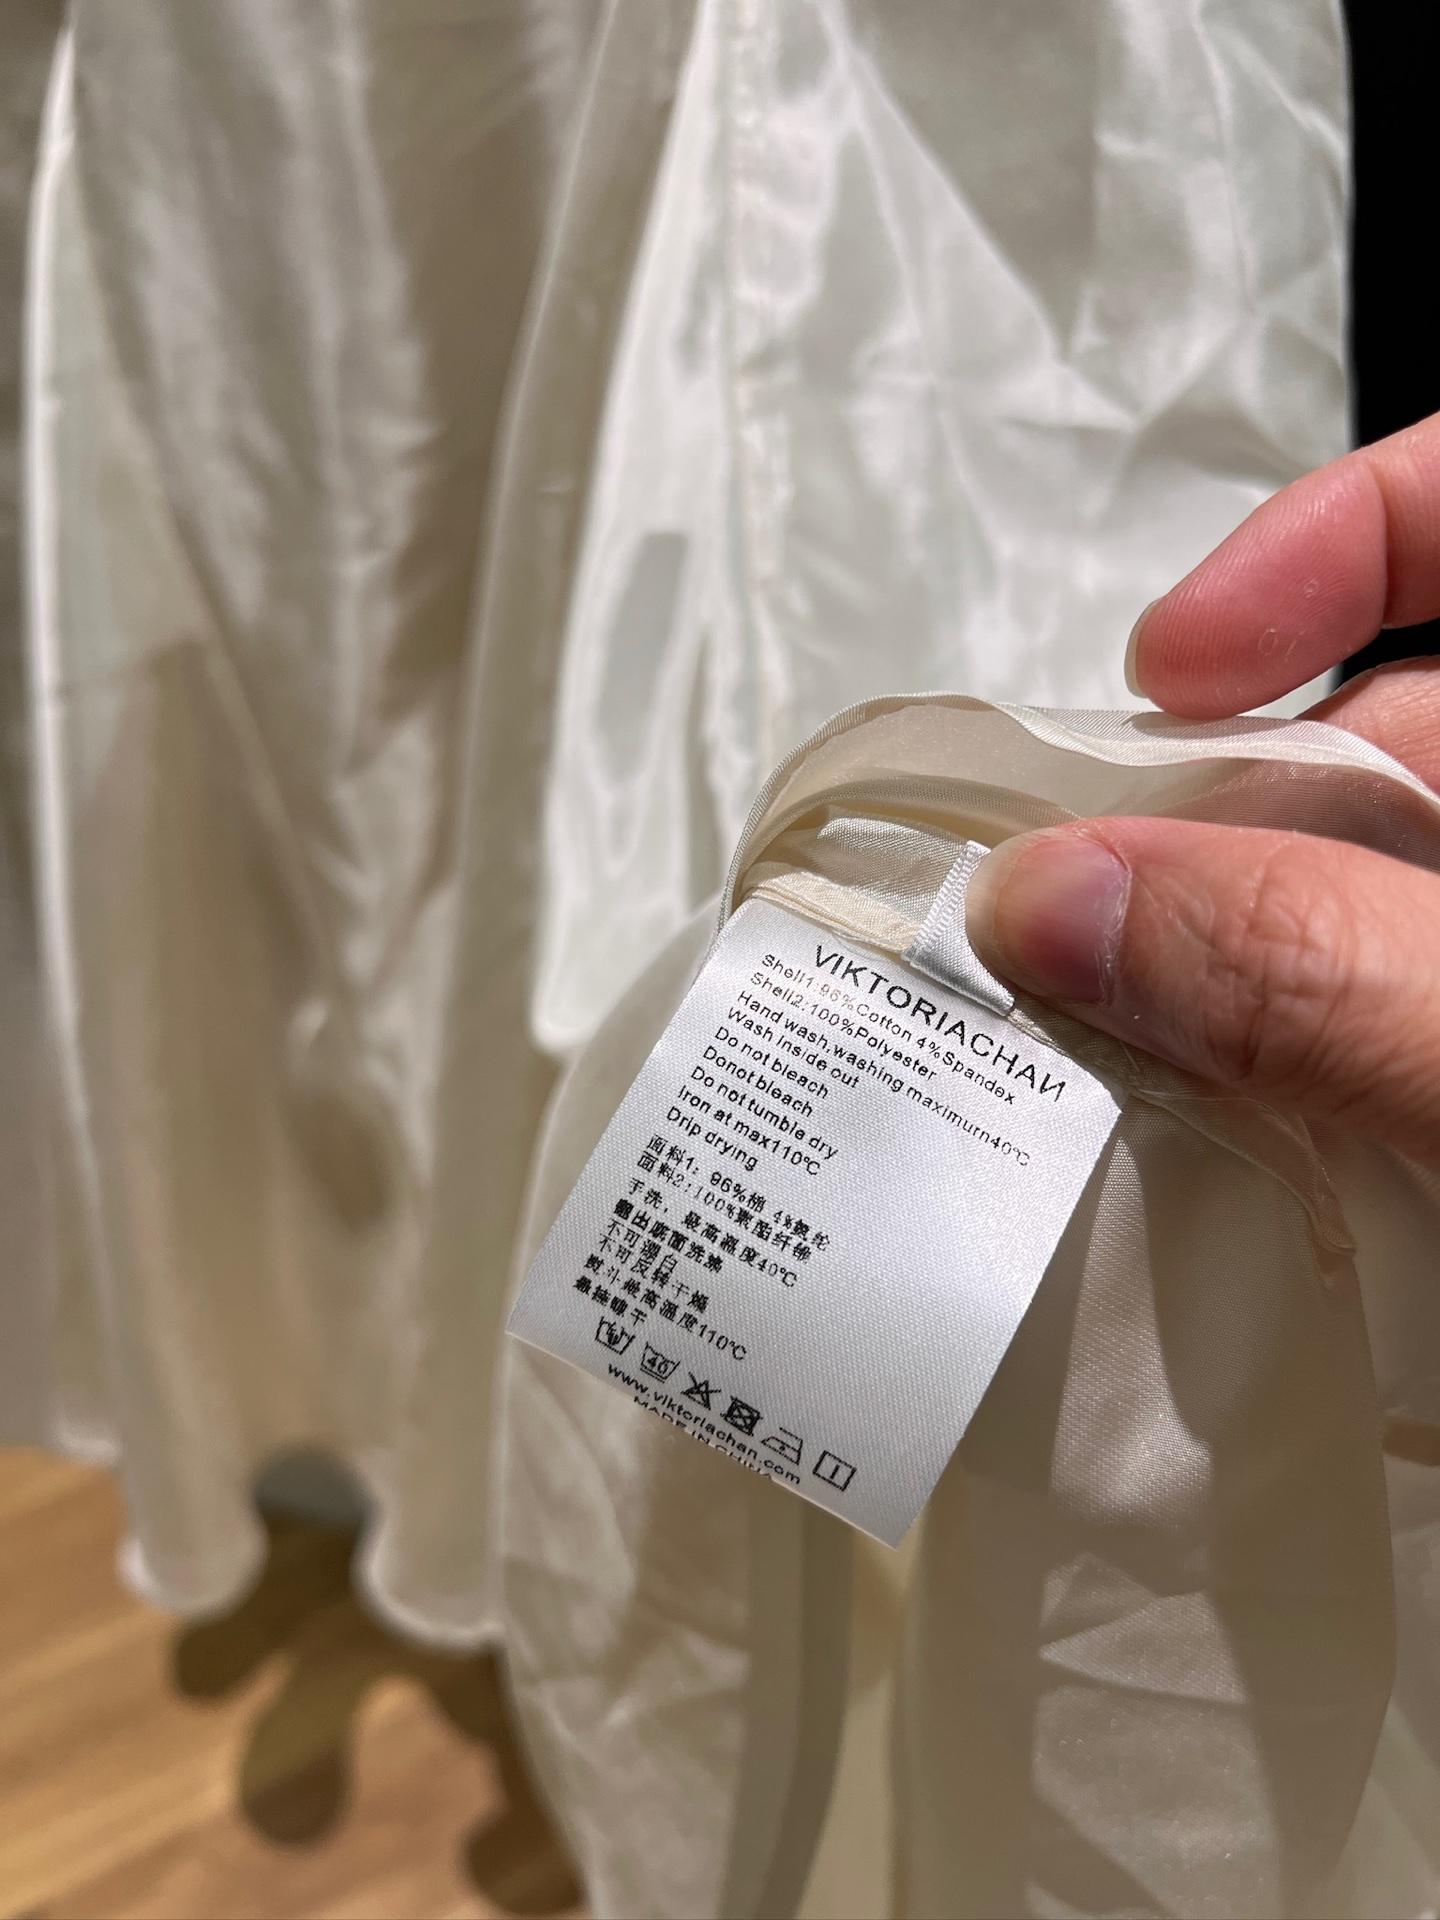 VIKTORIACHAN
Shell1:96%Cotton 4%Spandex
Shell2:100%Polyester
Hand wash,washing maximum40℃
Wash inside out
Do not bleach
Donot bleach
Do not tumble dry
Iron at max110℃
Drip drying
面料1: 96%棉 4%氨纶
面料2:100%聚酯纤维
手洗, 最高温度40℃
翻出底面洗涤
不可漂白
不可反转干燥
熨斗最高温度110℃
悬挂晾干
40
www.viktoriachan.com
MADE IN CHINA